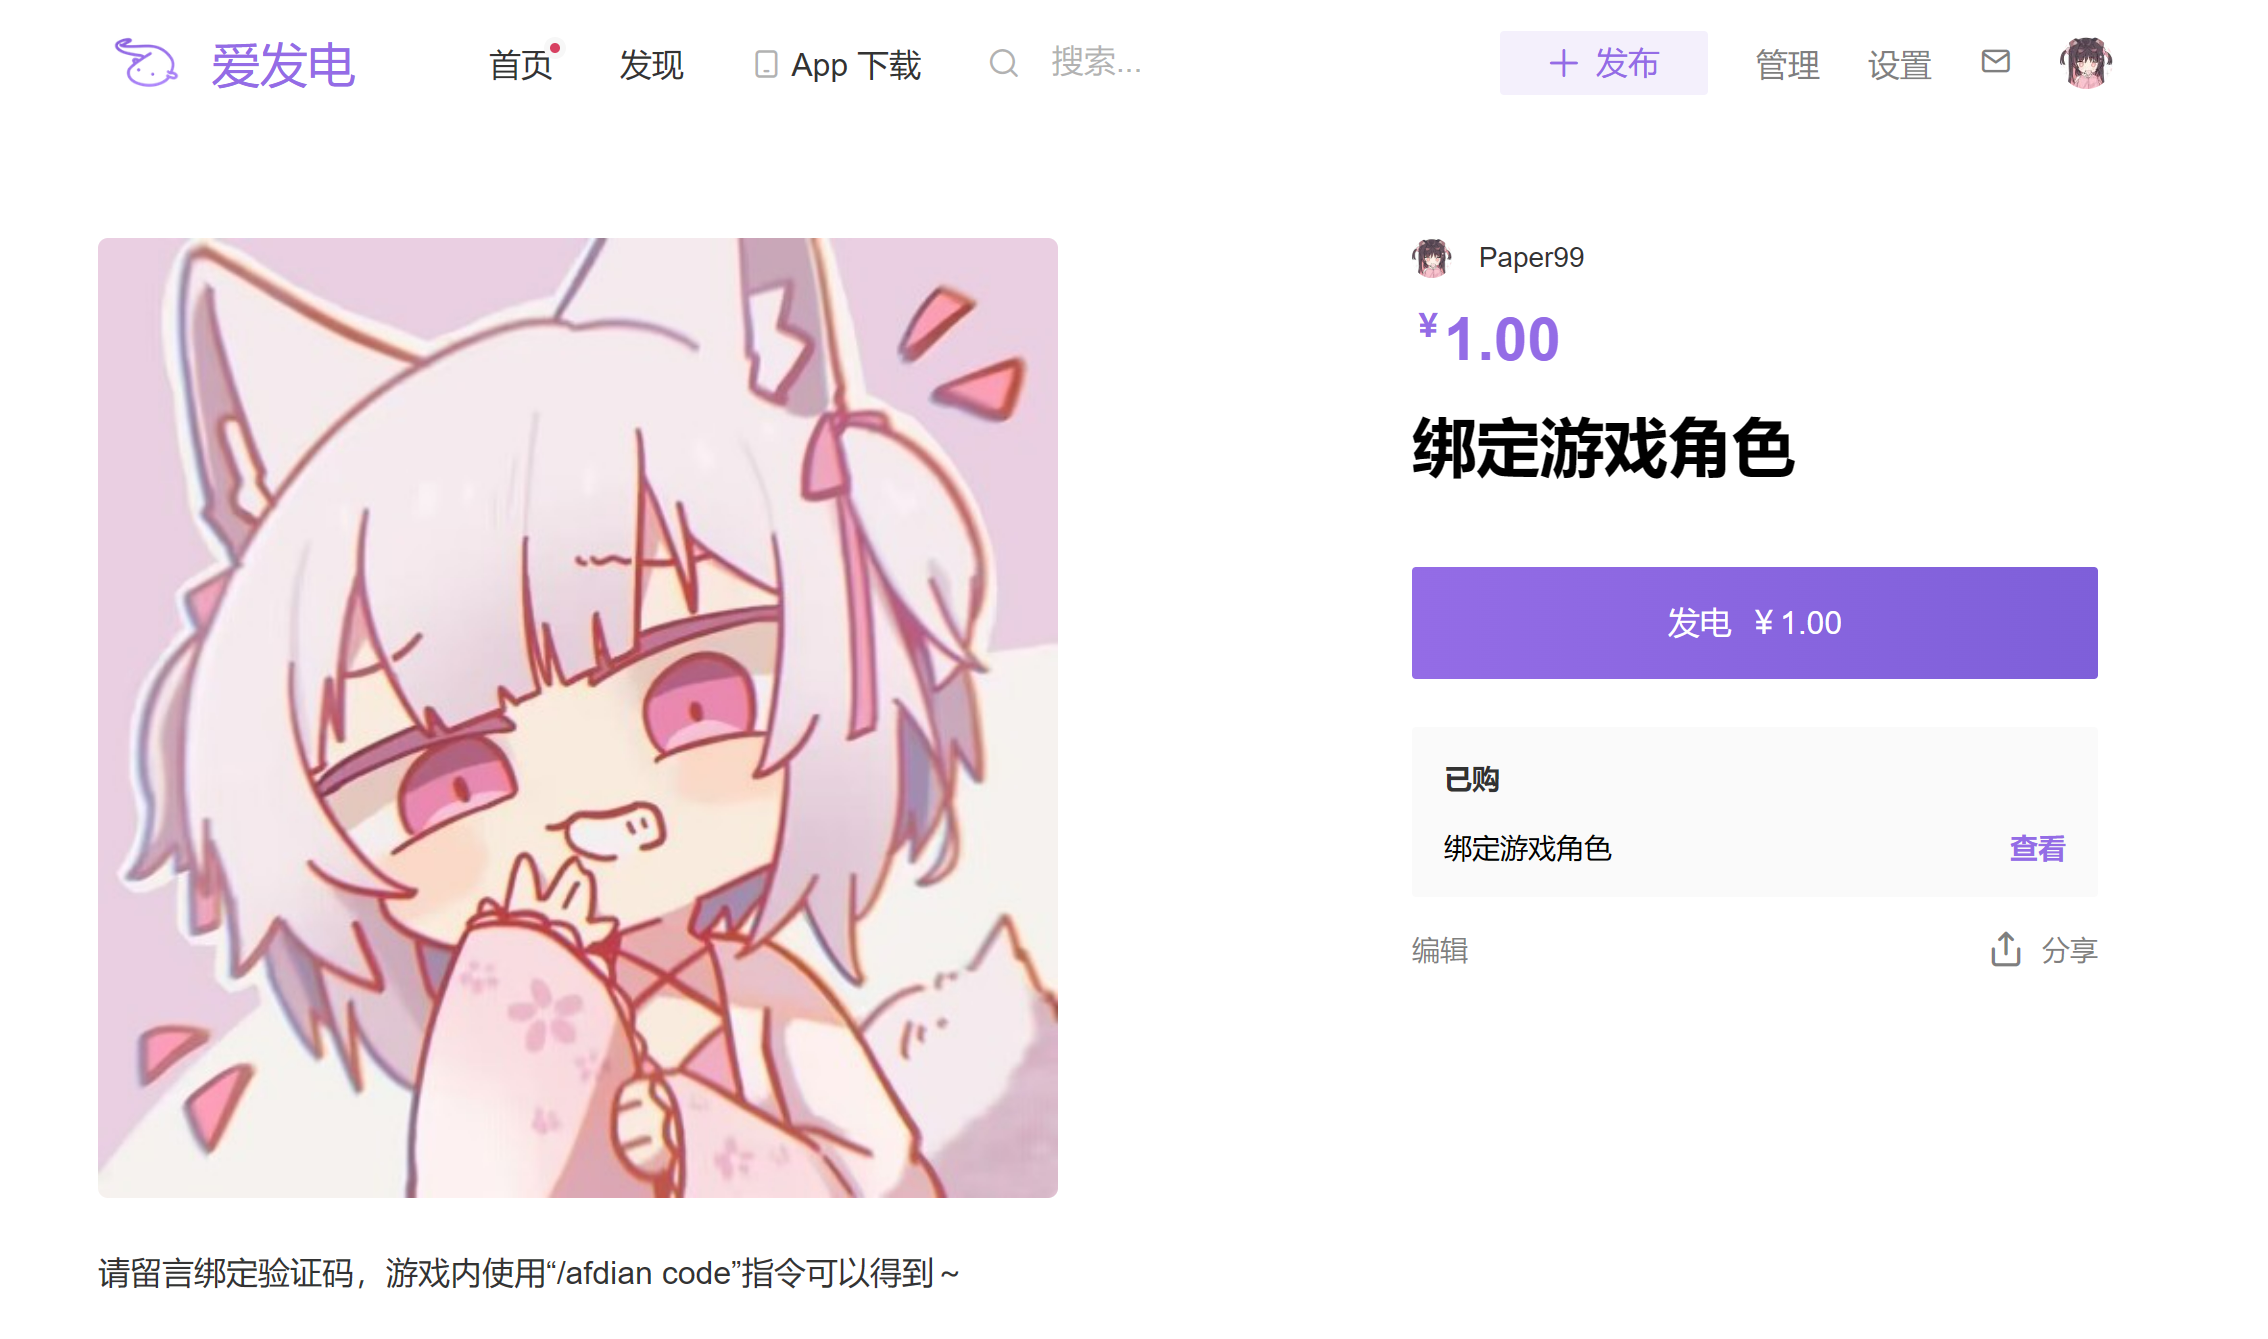 爱发电
首页
发现
App 下载
搜索...
发布
管理
设置
Paper99
¥1.00
绑定游戏角色
发电 ¥1.00
已购
绑定游戏角色 查看
编辑
分享
请留言绑定验证码，游戏内使用“/afdian code”指令可以得到～